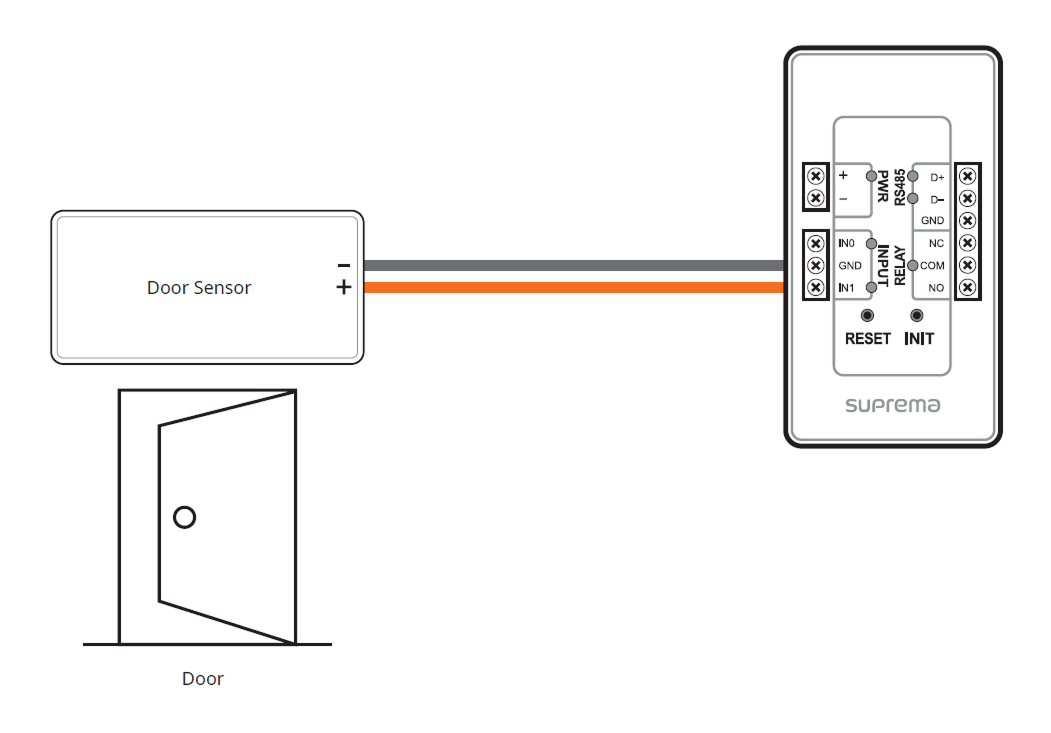 Door Sensor
−
+
Door
+
−
PWR
RS485
D+
D−
GND
IN0
GND
IN1
INPUT
RELAY
NC
COM
NO
RESET
INIT
suprema